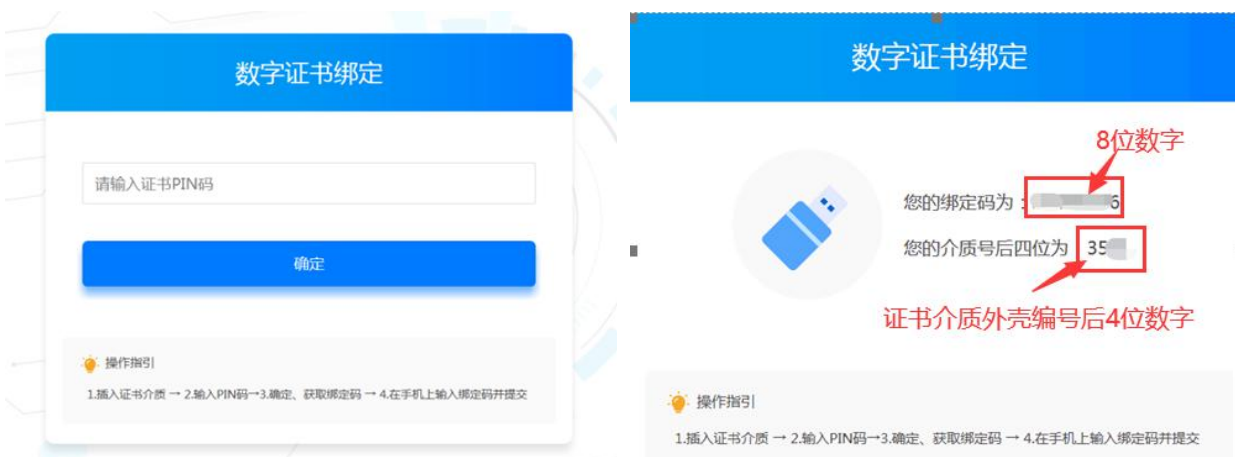 数字证书绑定
请输入证书PIN码
确定
操作指引
1.插入证书介质 → 2.输入PIN码→3.确定、获取绑定码 → 4.在手机上输入绑定码并提交
数字证书绑定
8位数字
您的绑定码为：6
您的介质号后四位为 35
证书介质外壳编号后4位数字
操作指引
1.插入证书介质 → 2.输入PIN码→3.确定、获取绑定码 → 4.在手机上输入绑定码并提交